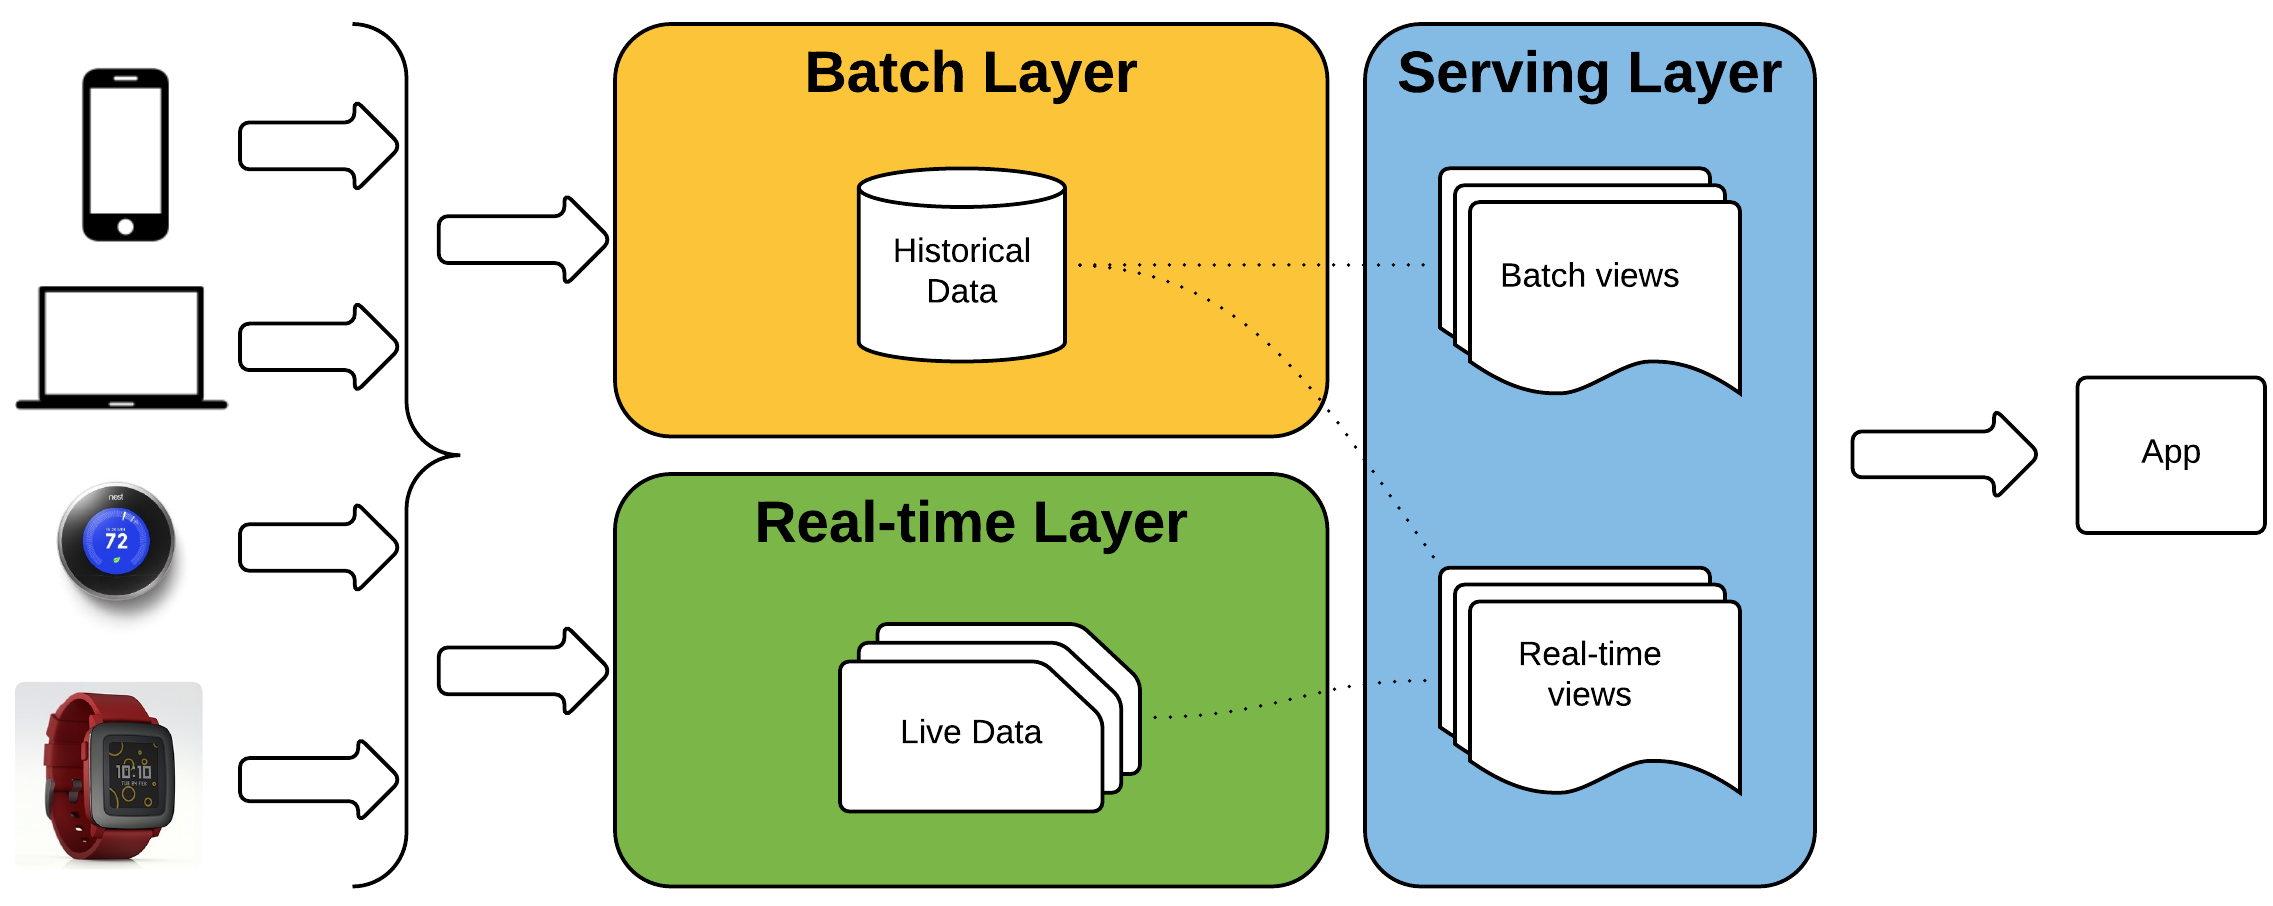 Batch Layer
Serving Layer
Historical
Data
Batch views
App
nest
72
Real-time Layer
Real-time
views
Live Data
10:10